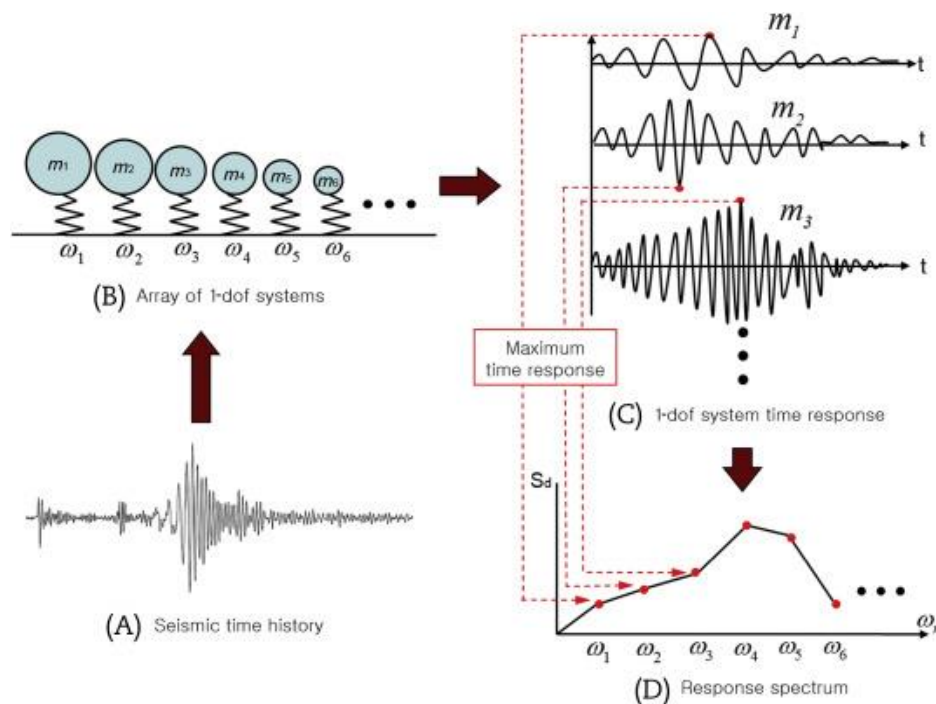 m1 m2 m3 m4 m5 m6
ω1 ω2 ω3 ω4 ω5 ω6
(B) Array of 1-dof systems
(A) Seismic time history
m1
t
m2
t
m3
t
Maximum
time response
(C) 1-dof system time response
Sd
ω1 ω2 ω3 ω4 ω5 ω6
(D) Response spectrum